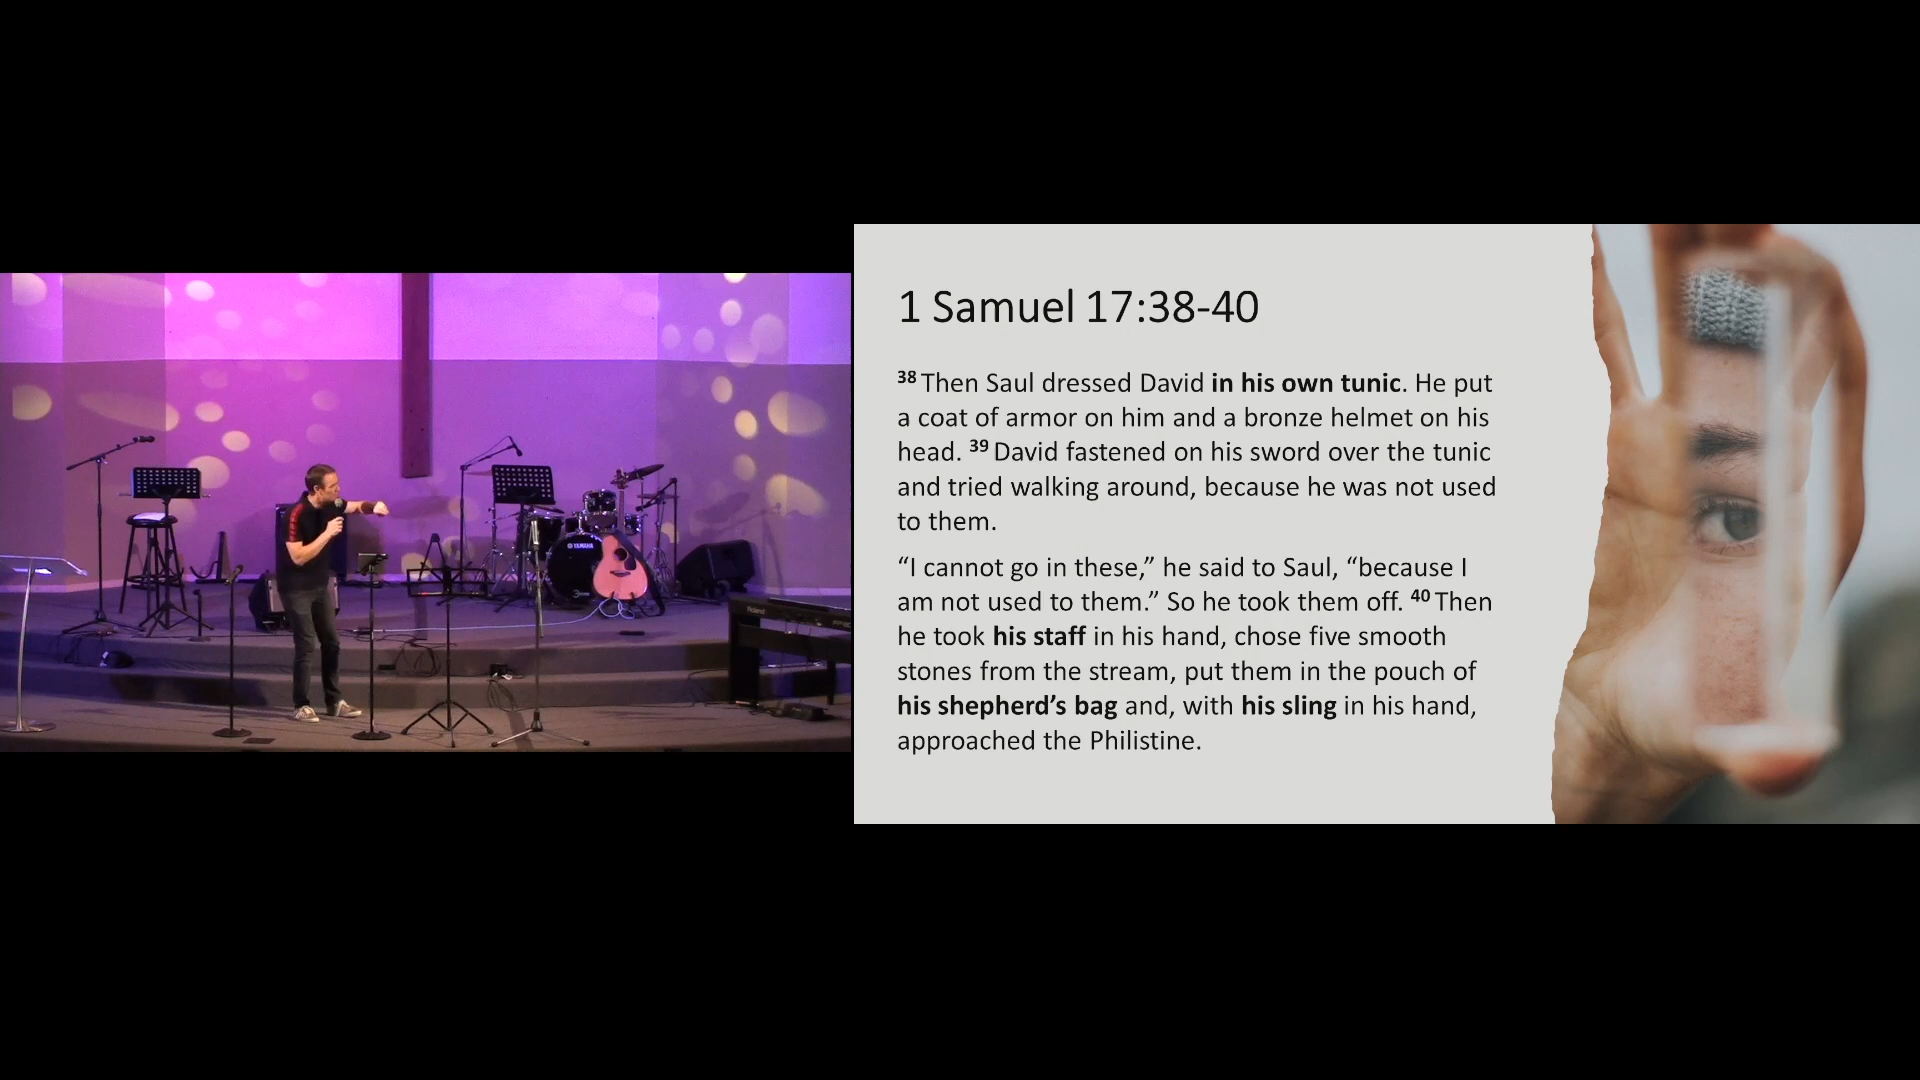 1 Samuel 17:38-40
38 Then Saul dressed David in his own tunic. He put
a coat of armor on him and a bronze helmet on his
head. 39 David fastened on his sword over the tunic
and tried walking around, because he was not used
to them.
“I cannot go in these,” he said to Saul, “because I
am not used to them.” So he took them off. 40 Then
he took his staff in his hand, chose five smooth
stones from the stream, put them in the pouch of
his shepherd’s bag and, with his sling in his hand,
approached the Philistine.
YAMAHA
Roland